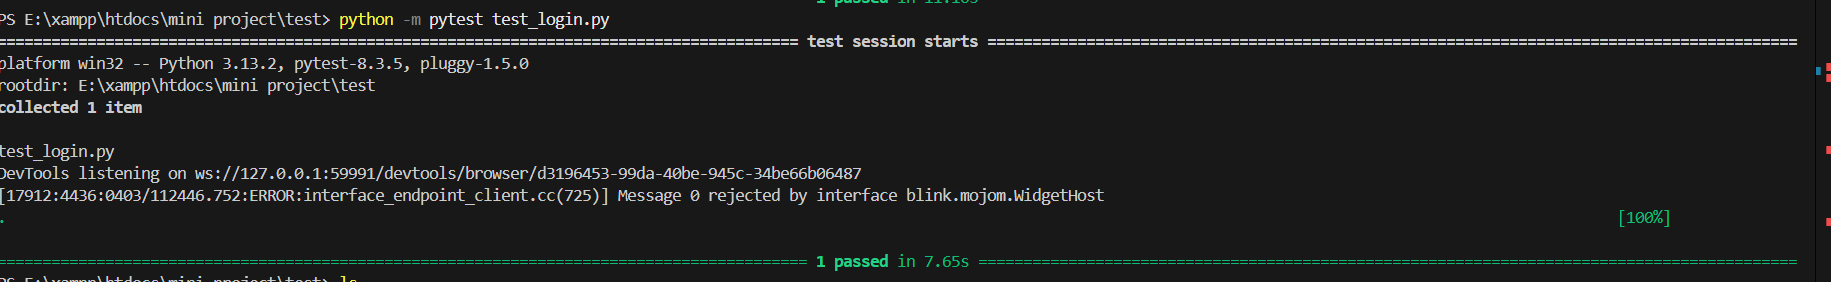 1 passed in 11.16s
PS E:\xampp\htdocs\mini project\test> python -m pytest test_login.py
============================== test session starts ==============================
platform win32 -- Python 3.13.2, pytest-8.3.5, pluggy-1.5.0
rootdir: E:\xampp\htdocs\mini project\test
collected 1 item
test_login.py
DevTools listening on ws://127.0.0.1:59991/devtools/browser/d3196453-99da-40be-945c-34be66b06487
[17912:4436:0403/112446.752:ERROR:interface_endpoint_client.cc(725)] Message 0 rejected by interface blink.mojom.WidgetHost
. [100%]
============================== 1 passed in 7.65s ==============================
PS E:\xampp\htdocs\mini project\test> ls